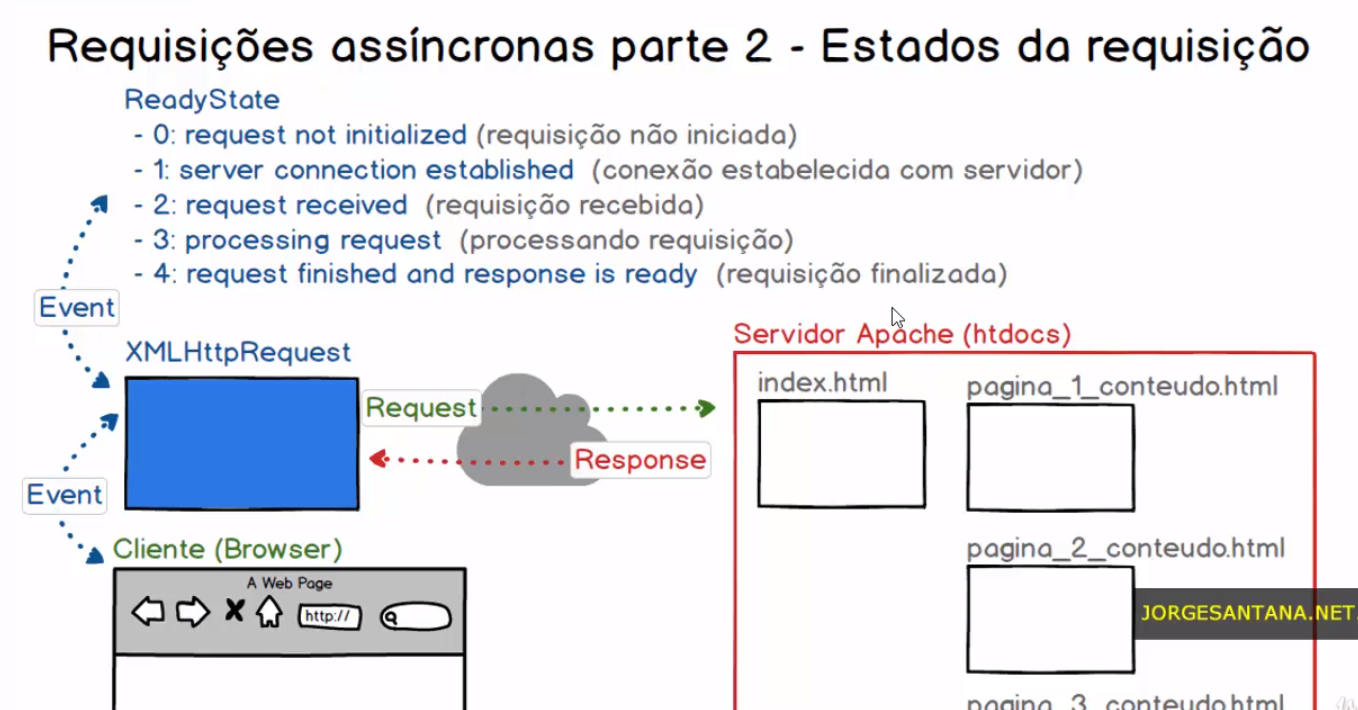 Requisições assíncronas parte 2 - Estados da requisição
ReadyState
- 0: request not initialized (requisição não iniciada)
- 1: server connection established (conexão estabelecida com servidor)
- 2: request received (requisição recebida)
- 3: processing request (processando requisição)
- 4: request finished and response is ready (requisição finalizada)
Event
XMLHttpRequest
Request
Response
Event
Cliente (Browser)
A Web Page
http://
Servidor Apache (htdocs)
index.html
pagina_1_conteudo.html
pagina_2_conteudo.html
pagina_3_conteudo.html
JORGESANTANA.NET.